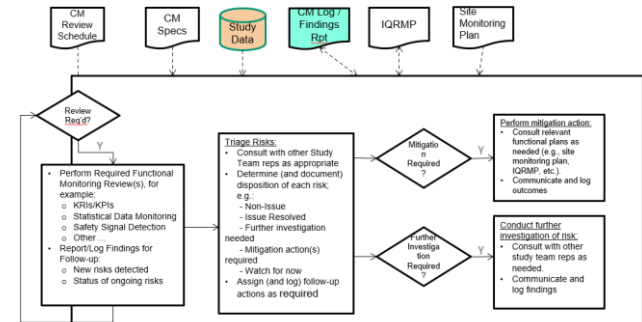 CM
Review
Schedule
CM
Specs
Study
Data
CM Log /
Findings
Rpt
IQRMP
Site
Monitoring
Plan
Review
Req'd?
Y
• Perform Required Functional
Monitoring Review(s), for
example:
o KRIs/KPIs
o Statistical Data Monitoring
o Safety Signal Detection
o Other ...
• Report/Log Findings for
Follow-up:
o New risks detected
o Status of ongoing risks
Triage Risks:
• Consult with other Study
Team reps as appropriate
• Determine (and document)
disposition of each risk;
e.g.:
- Non-Issue
- Issue Resolved
- Further investigation
needed
- Mitigation action(s)
required
- Watch for now
• Assign (and log) follow-up
actions as required
Mitigatio
n
Required
?
Y
Perform mitigation action:
• Consult relevant
functional plans as
needed (e.g., site
monitoring plan,
IQRMP, etc.).
• Communicate and log
outcomes
Further
Investiga
tion
Required
?
Y
Conduct further
investigation of risk:
• Consult with other
study team reps as
needed.
• Communicate and
log findings